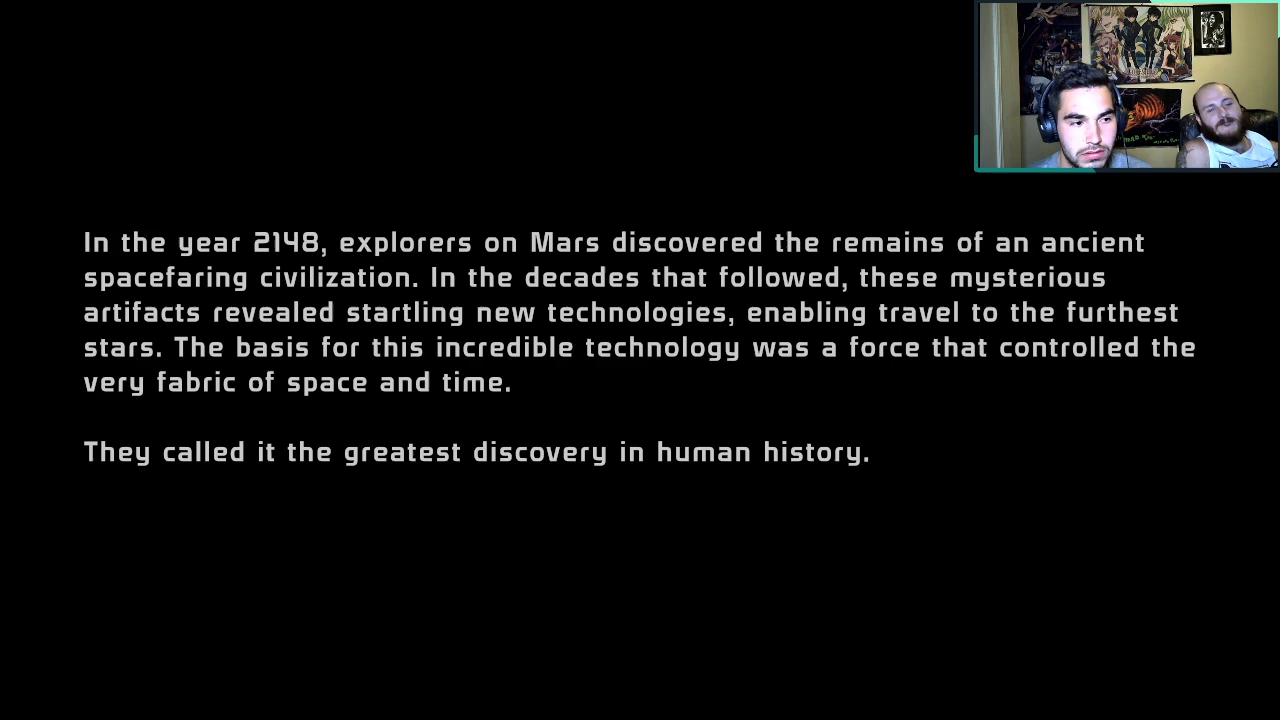 In the year 2148, explorers on Mars discovered the remains of an ancient
spacefaring civilization. In the decades that followed, these mysterious
artifacts revealed startling new technologies, enabling travel to the furthest
stars. The basis for this incredible technology was a force that controlled the
very fabric of space and time.
They called it the greatest discovery in human history.